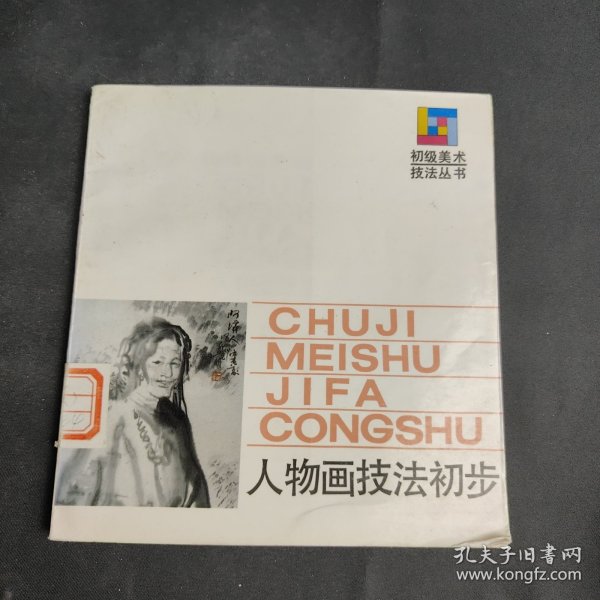 初级美术
技法丛书
CHUJI
MEISHU
JIFA
CONGSHU
人物画技法初步
孔夫子旧书网
www.kongfz.com